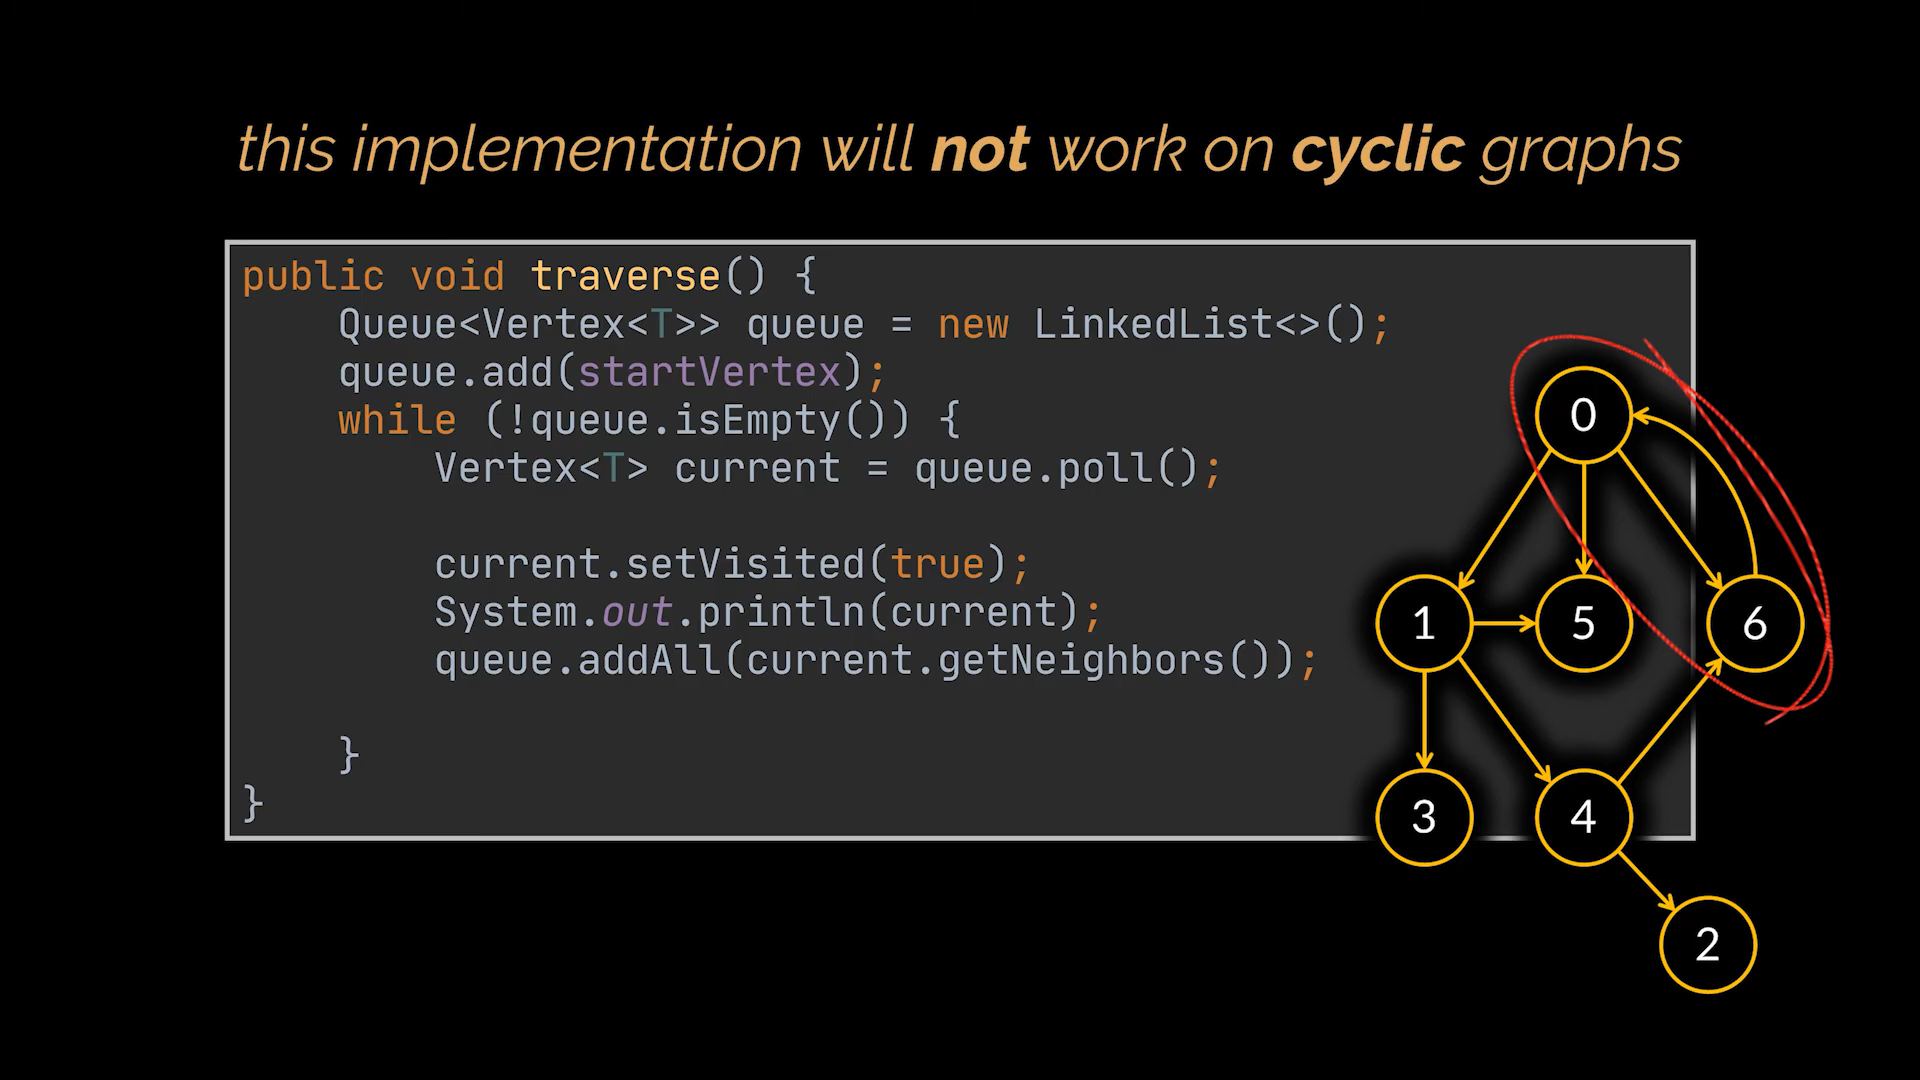 this implementation will not work on cyclic graphs
public void traverse() {
    Queue<Vertex<T>> queue = new LinkedList<>();
    queue.add(startVertex);
    while (!queue.isEmpty()) {
        Vertex<T> current = queue.poll();
        current.setVisited(true);
        System.out.println(current);
        queue.addAll(current.getNeighbors());
    }
}
0
1 5 6
3 4
2